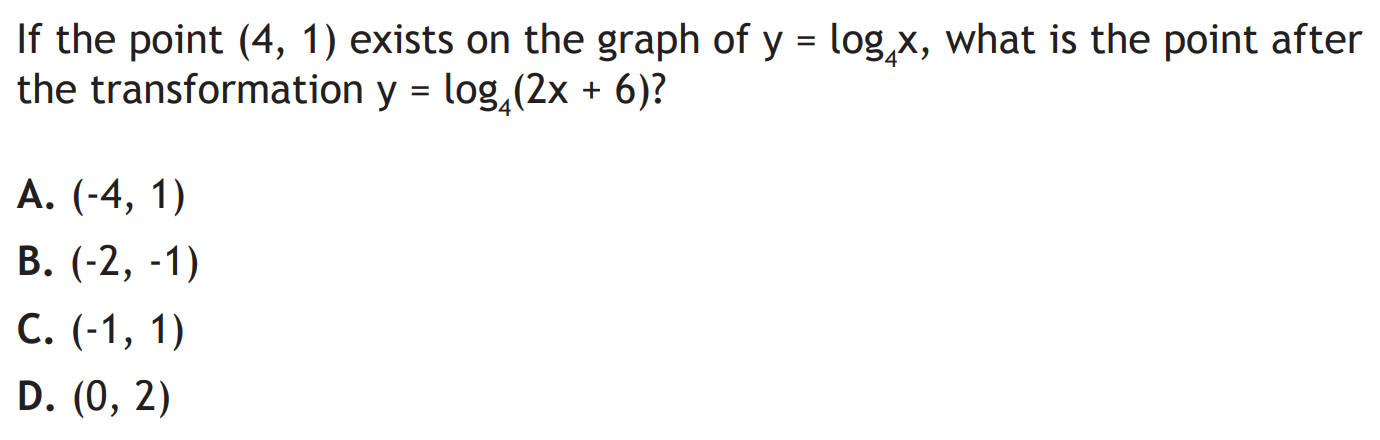 If the point (4, 1) exists on the graph of y = log₄x, what is the point after
the transformation y = log₄(2x + 6)?
A. (-4, 1)
B. (-2, -1)
C. (-1, 1)
D. (0, 2)